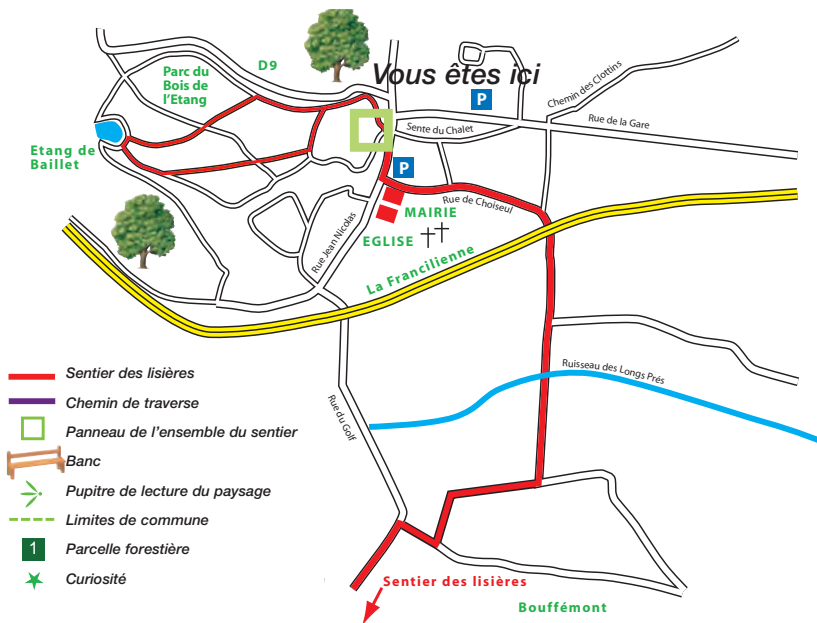 D9
Vous êtes ici
Parc du
Bois de
l'Etang
P
Chemin des Clottins
Rue de la Gare
Sente du Chalet
Etang de
Baillet
P
Rue de Choiseul
MAIRIE
EGLISE
Rue Jean Nicolas
La Francilienne
Ruisseau des Longs Prés
Rue du Golf
Sentier des lisières
Chemin de traverse
Panneau de l'ensemble du sentier
Banc
Pupitre de lecture du paysage
Limites de commune
1
Parcelle forestière
Curiosité
Sentier des lisières
Bouffémont